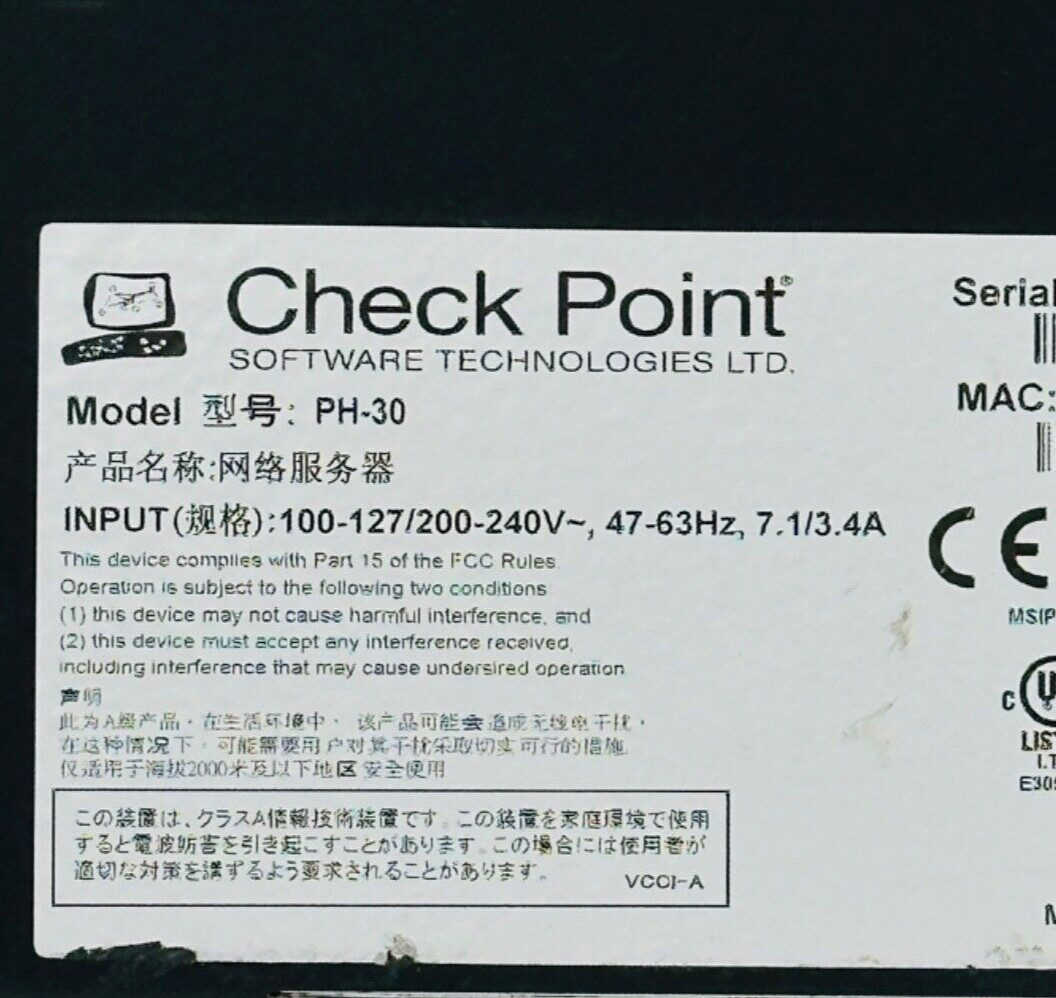 Check Point®
SOFTWARE TECHNOLOGIES LTD.
Serial
MAC:
Model 型号: PH-30
产品名称:网络服务器
INPUT(规格):100-127/200-240V~, 47-63Hz, 7.1/3.4A
CE
This device complies with Part 15 of the FCC Rules
Operation is subject to the following two conditions
(1) this device may not cause harmful interference, and
(2) this device must accept any interference received,
including interference that may cause undersired operation
MSIP
声明
此为A级产品，在生活环境中，该产品可能会造成无线电干扰，
在这种情况下，可能需要用户对其干扰采取切实可行的措施
仅适用于海拔2000米及以下地区安全使用
C UL
LIS
I.T
E30
この装置は、クラスA情報技術装置です。この装置を家庭環境で使用
すると電波妨害を引き起こすことがあります。この場合には使用者が
適切な対策を講ずるよう要求されることがあります。
VCCI-A